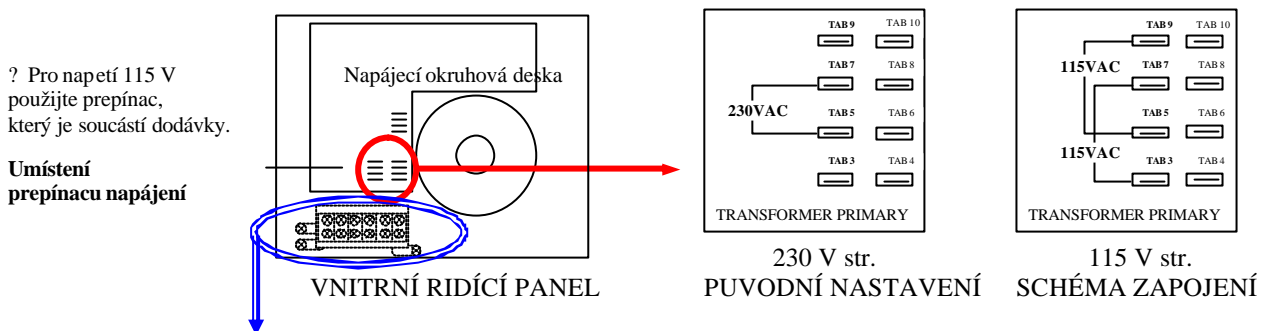 ? Pro napetí 115 V
použijte prepínac,
který je soucástí dodávky.
Umístení
prepínacu napájení
Napájecí okruhová deska
VNITRNÍ RIDÍCÍ PANEL
TAB 9 TAB 10
TAB 7 TAB 8
230VAC
TAB 5 TAB 6
TAB 3 TAB 4
TRANSFORMER PRIMARY
230 V str.
PUVODNÍ NASTAVENÍ
TAB 9 TAB 10
115VAC
TAB 7 TAB 8
TAB 5 TAB 6
115VAC
TAB 3 TAB 4
TRANSFORMER PRIMARY
115 V str.
SCHÉMA ZAPOJENÍ